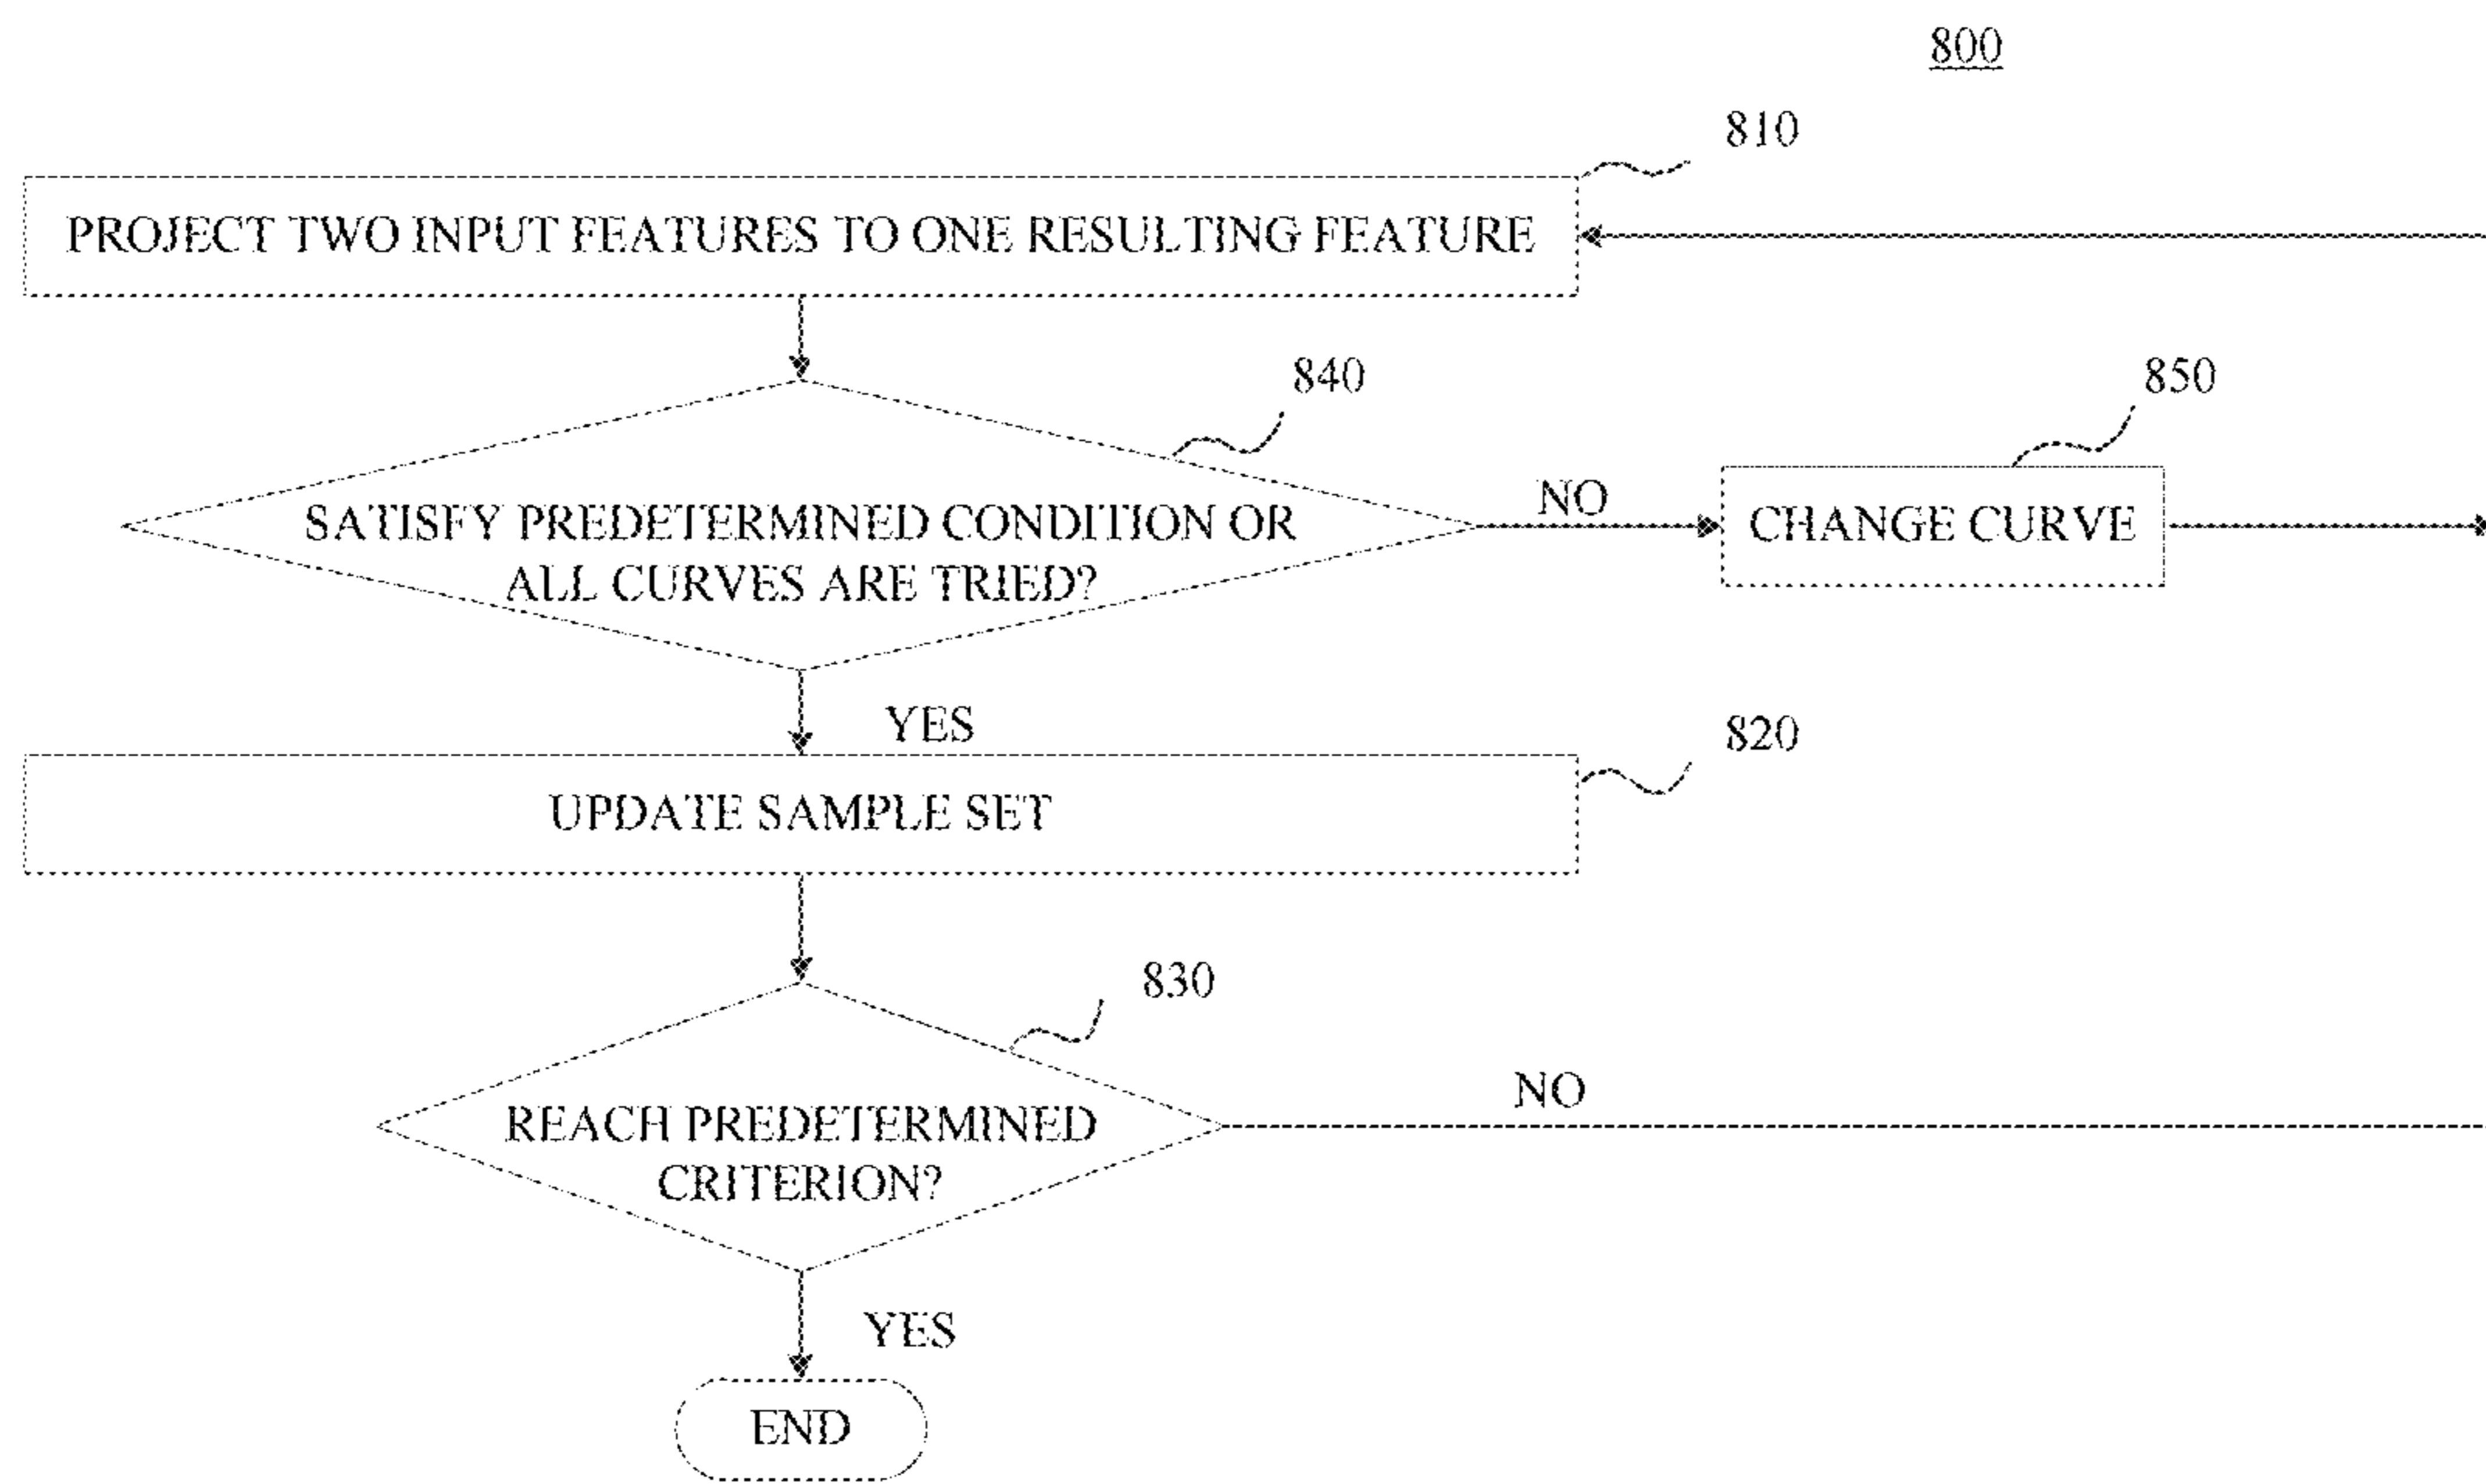 800
810
PROJECT TWO INPUT FEATURES TO ONE RESULTING FEATURE
840
850
SATISFY PREDETERMINED CONDITION OR
ALL CURVES ARE TRIED?
NO
CHANGE CURVE
YES
820
UPDATE SAMPLE SET
830
REACH PREDETERMINED
CRITERION?
NO
YES
END